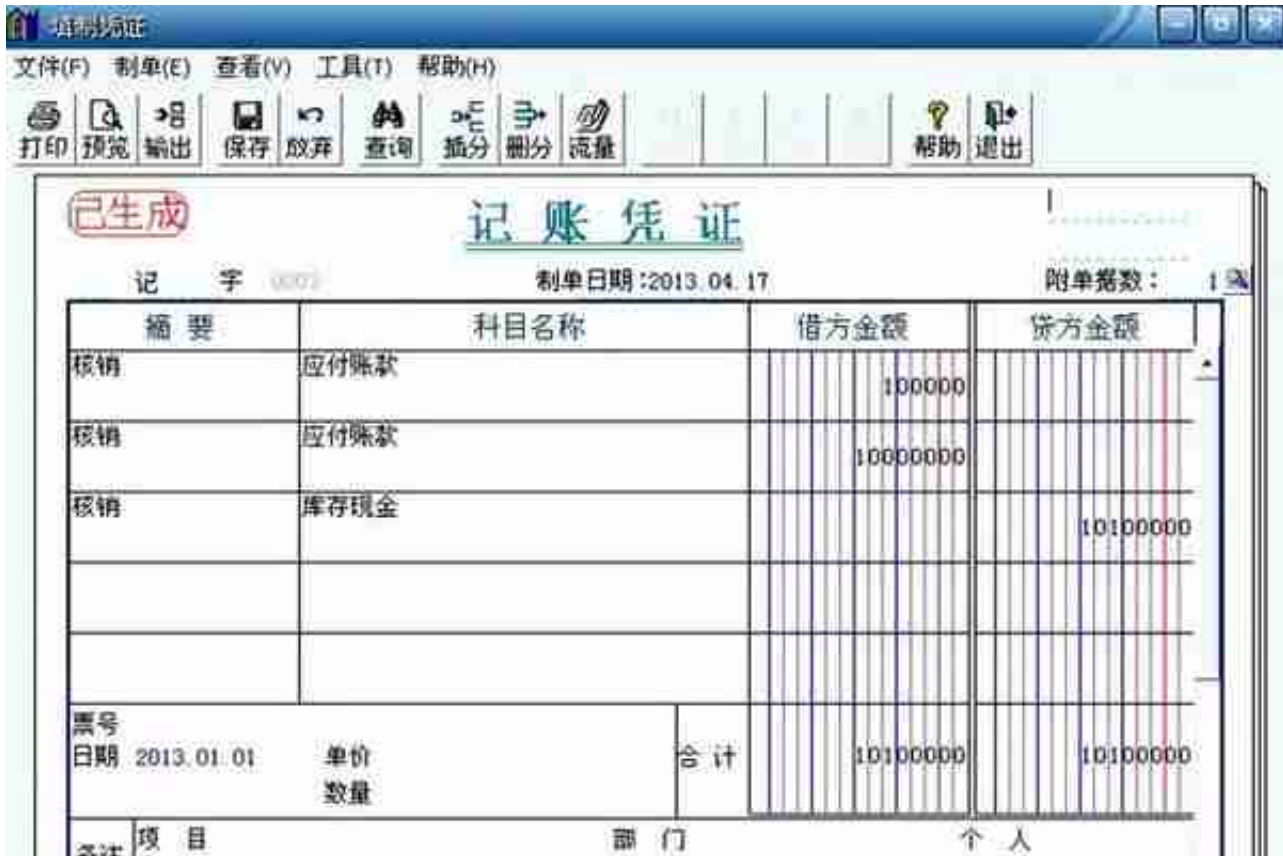 文件(F) 制单(E) 查看(V) 工具(T) 帮助(H)
打印 预览 输出 保存 放弃 查询 插分 删分 流量 帮助 退出
已生成
记账凭证
记 字 制单日期:2013.04.17 附单据数: 1
摘要 科目名称 借方金额 贷方金额
核销 应付账款 100000
核销 应付账款 10000000
核销 库存现金 10100000
票号
日期 2013.01.01 单价 合计 10100000 10100000
数量
项目 部门 个人